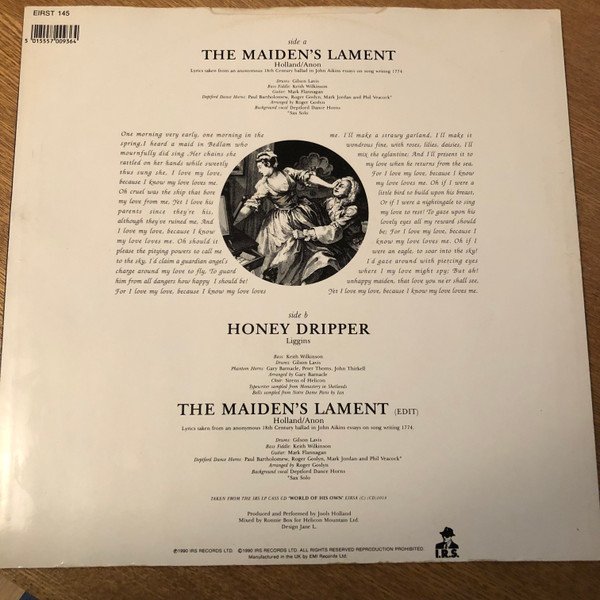 EIRST 145
5 015557 009364
side a
THE MAIDEN'S LAMENT
Holland/Anon
Lyrics taken from an anonymous 18th Century ballad in John Aikins essays on song writing 1774
Drums: Gilson Lavis
Bass Fiddle: Keith Wilkinson
Guitar: Mark Flannagan
Deptford Dance Horns: Paul Bartholomew, Roger Goslyn, Mark Jordan and Phil Veacock*
Arranged by Roger Goslyn
Background vocal Deptford Dance Horns
*Sax Solo
One morning very early, one morning in the
spring,I heard a maid in Bedlam who
mournfully did sing. Her chains she
rattled on her hands while sweetly
thus sung she, I love my love,
because I know my love loves me.
Oh cruel was the ship that bore
my love from me. Yet I love his
parents since they're his,
although they've ruined me, And
I love my love, because I know
my love loves me. Oh should it
please the pitying powers to call me
to the sky, I'd claim a guardian angel's
charge around my love to fly. To guard
him from all dangers how happy I should be!
For I love my love, because I know my love loves
me. I'll make a strawy garland, I'll make it
wondrous fine, with roses, lilies, daisies, I'll
mix the eglantine; And I'll present it to
my love when he returns from the sea,
For I love my love, because I know
my love loves me. Oh if I were a
little bird to build upon his breast,
Or if I were a nightingale to sing
my love to rest! To gaze upon his
lovely eyes all my reward should
be; For I love my love, because I
know my love loves me. Oh if I
were an eagle, to soar into the sky!
I'd gaze around with piercing eyes
where I my love might spy; But ah!
unhappy maiden, that love you ne er shall see,
Yet I love my love, because I know my love loves me.
side b
HONEY DRIPPER
Liggins
Bass: Keith Wilkinson
Drums: Gilson Lavis
Phantom Horns: Gary Barnacle, Peter Thoms, John Thirkell
Arranged by Gary Barnacle
Oboe: Sirens of Helicon
Typewriter sampled from Monastery in Shetlands
Bells sampled from Notre Dame Paris by Jon
THE MAIDEN'S LAMENT (EDIT)
Holland/Anon
Lyrics taken from an anonymous 18th Century ballad in John Aikins essays on song writing 1774
Drums: Gilson Lavis
Bass Fiddle: Keith Wilkinson
Guitar: Mark Flannagan
Deptford Dance Horns: Paul Bartholomew, Roger Goslyn, Mark Jordan and Phil Veacock*
Arranged by Roger Goslyn
Background vocal Deptford Dance Horns
*Sax Solo
TAKEN FROM THE IRS LP CASS CD 'WORLD OF HIS OWN' EIRSA (C) (CD)1018
Produced and Performed by Jools Holland
Mixed by Ronnie Box for Helicon Mountain Ltd.
Design Jane L.
℗1990 IRS RECORDS LTD. ©1990 IRS RECORDS LTD. ALL RIGHTS RESERVED REPRODUCTION PROHIBITED.
Manufactured in the UK by EMI Records Ltd.
I.R.S.